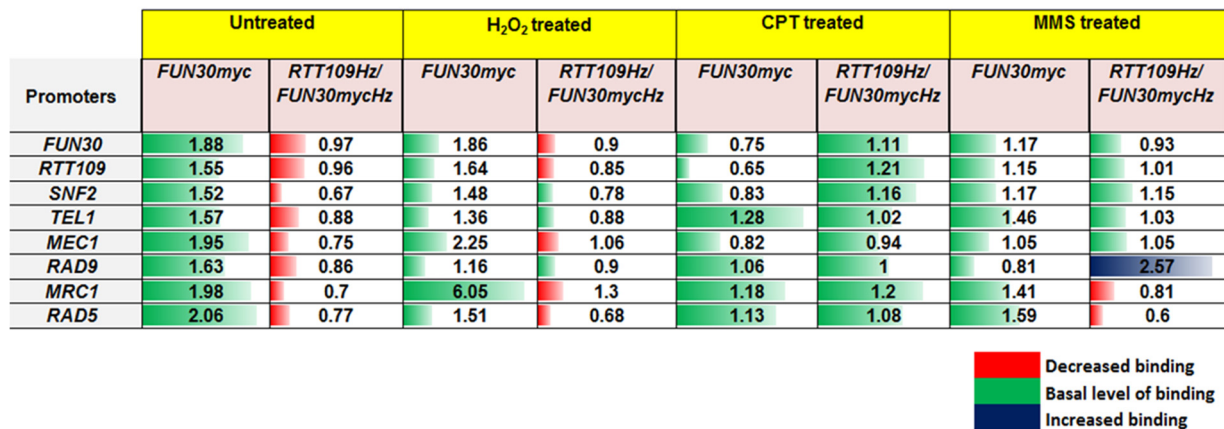 Untreated H₂O₂ treated CPT treated MMS treated
Promoters FUN30myc RTT109Hz/ FUN30mycHz FUN30myc RTT109Hz/ FUN30mycHz FUN30myc RTT109Hz/ FUN30mycHz FUN30myc RTT109Hz/ FUN30mycHz
FUN30 1.88 0.97 1.86 0.9 0.75 1.11 1.17 0.93
RTT109 1.55 0.96 1.64 0.85 0.65 1.21 1.15 1.01
SNF2 1.52 0.67 1.48 0.78 0.83 1.16 1.17 1.15
TEL1 1.57 0.88 1.36 0.88 1.28 1.02 1.46 1.03
MEC1 1.95 0.75 2.25 1.06 0.82 0.94 1.05 1.05
RAD9 1.63 0.86 1.16 0.9 1.06 1 0.81 2.57
MRC1 1.98 0.7 6.05 1.3 1.18 1.2 1.41 0.81
RAD5 2.06 0.77 1.51 0.68 1.13 1.08 1.59 0.6
Decreased binding
Basal level of binding
Increased binding